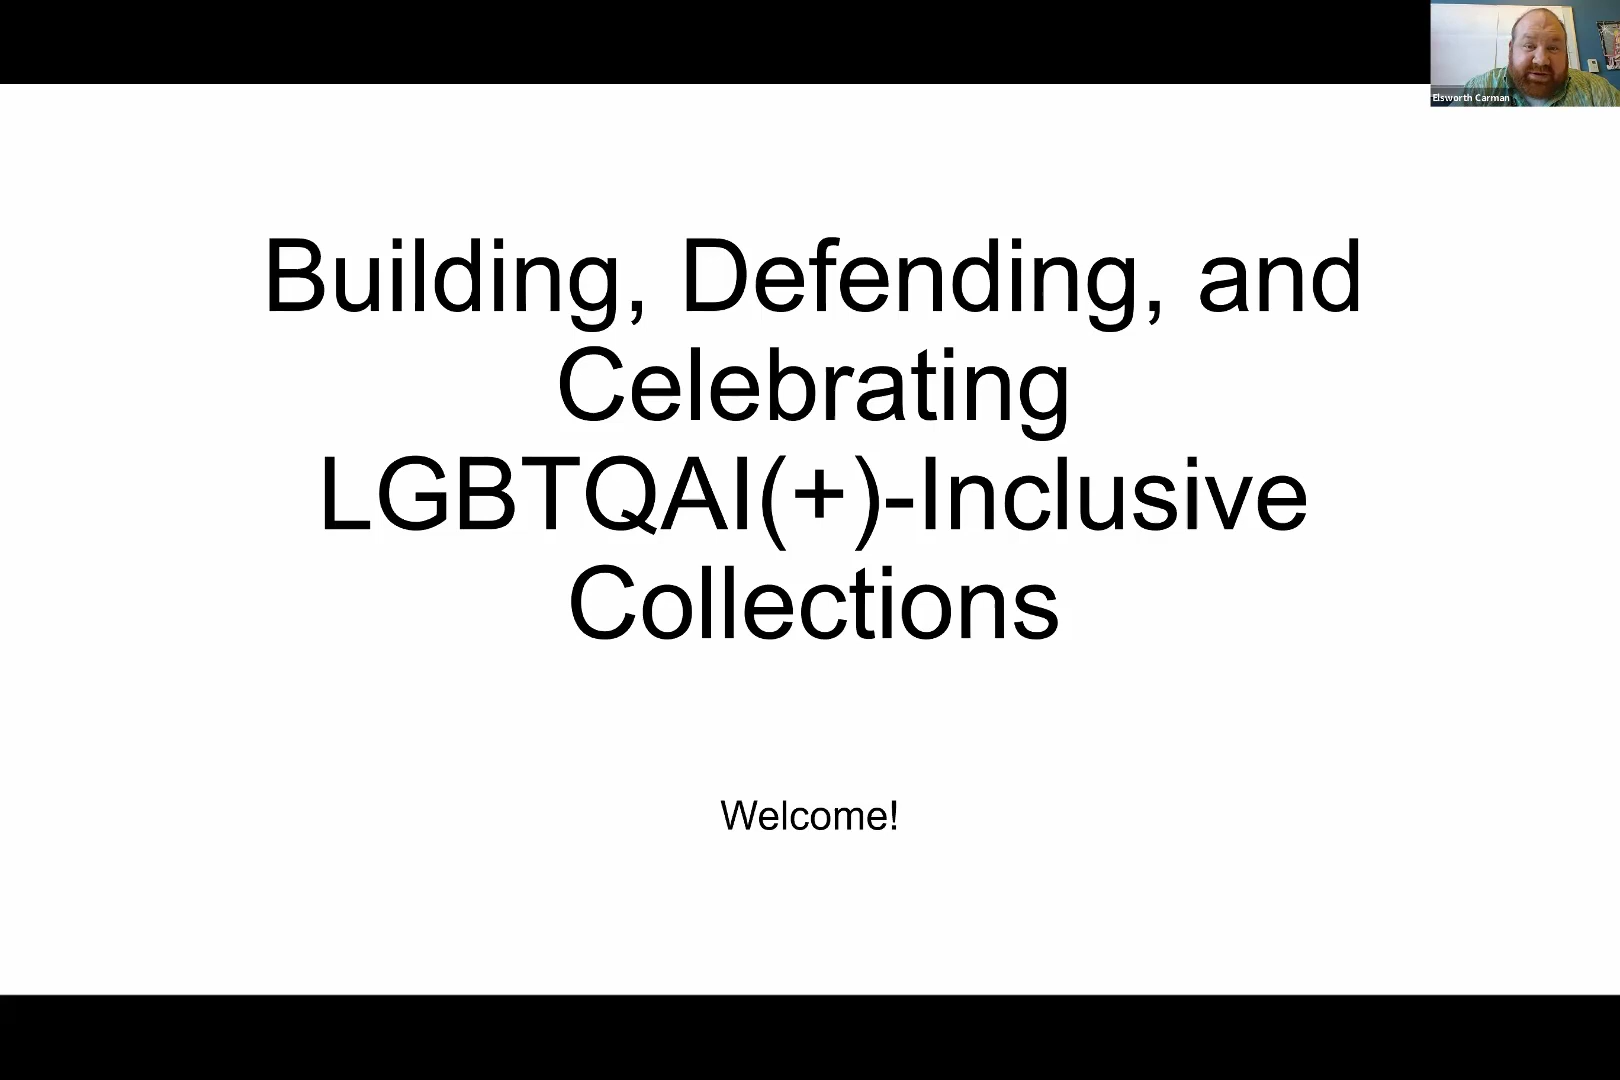 Elsworth Carman
Building, Defending, and
Celebrating
LGBTQAI(+)-Inclusive
Collections
Welcome!